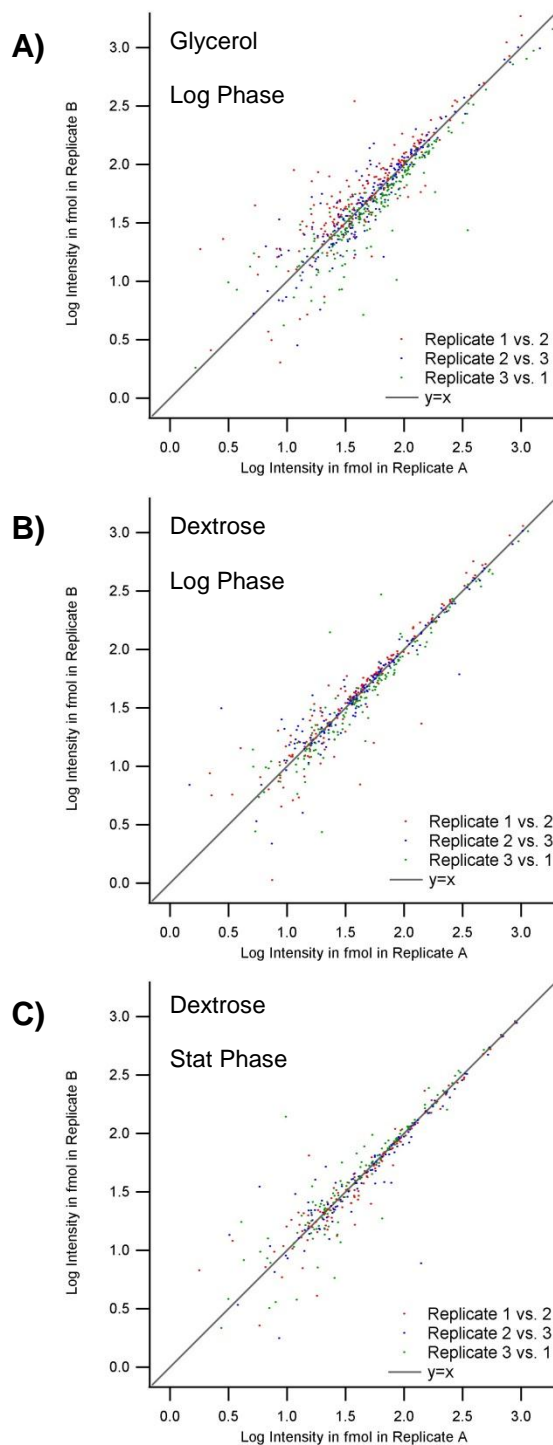 A)
Glycerol
Log Phase
Log Intensity in fmol in Replicate B
3.0
2.5
2.0
1.5
1.0
0.5
0.0
Replicate 1 vs. 2
Replicate 2 vs. 3
Replicate 3 vs. 1
y=x
0.0 0.5 1.0 1.5 2.0 2.5 3.0
Log Intensity in fmol in Replicate A
B)
Dextrose
Log Phase
Log Intensity in fmol in Replicate B
3.0
2.5
2.0
1.5
1.0
0.5
0.0
Replicate 1 vs. 2
Replicate 2 vs. 3
Replicate 3 vs. 1
y=x
0.0 0.5 1.0 1.5 2.0 2.5 3.0
Log Intensity in fmol in Replicate A
C)
Dextrose
Stat Phase
Log Intensity in fmol in Replicate B
3.0
2.5
2.0
1.5
1.0
0.5
0.0
Replicate 1 vs. 2
Replicate 2 vs. 3
Replicate 3 vs. 1
y=x
0.0 0.5 1.0 1.5 2.0 2.5 3.0
Log Intensity in fmol in Replicate A